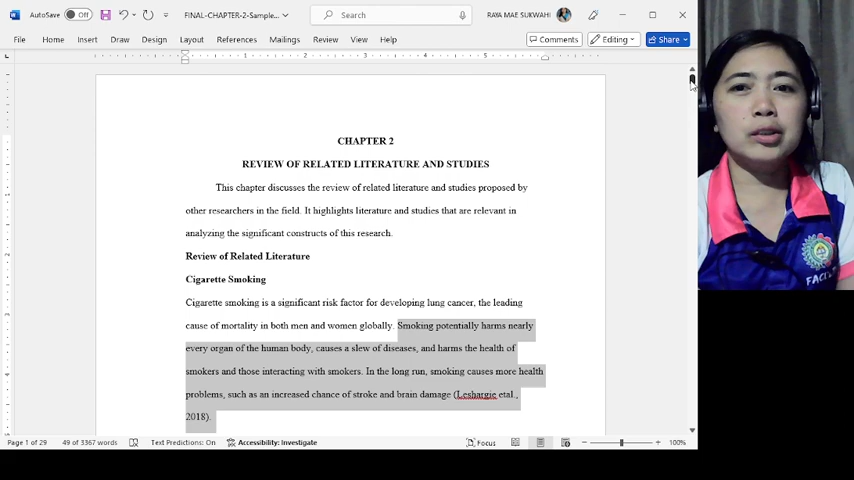 AutoSave Off FINAL-CHAPTER-2-Sample... Search RAYA MAE SUKWAHI
File Home Insert Draw Design Layout References Mailings Review View Help Comments Editing Share
1 2 3 4 5
CHAPTER 2
REVIEW OF RELATED LITERATURE AND STUDIES
This chapter discusses the review of related literature and studies proposed by
other researchers in the field. It highlights literature and studies that are relevant in
analyzing the significant constructs of this research.
Review of Related Literature
Cigarette Smoking
Cigarette smoking is a significant risk factor for developing lung cancer, the leading
cause of mortality in both men and women globally. Smoking potentially harms nearly
every organ of the human body, causes a slew of diseases, and harms the health of
smokers and those interacting with smokers. In the long run, smoking causes more health
problems, such as an increased chance of stroke and brain damage (Leshargie etal.,
2018).
Page 1 of 29 49 of 3367 words Text Predictions: On Accessibility: Investigate Focus 100%